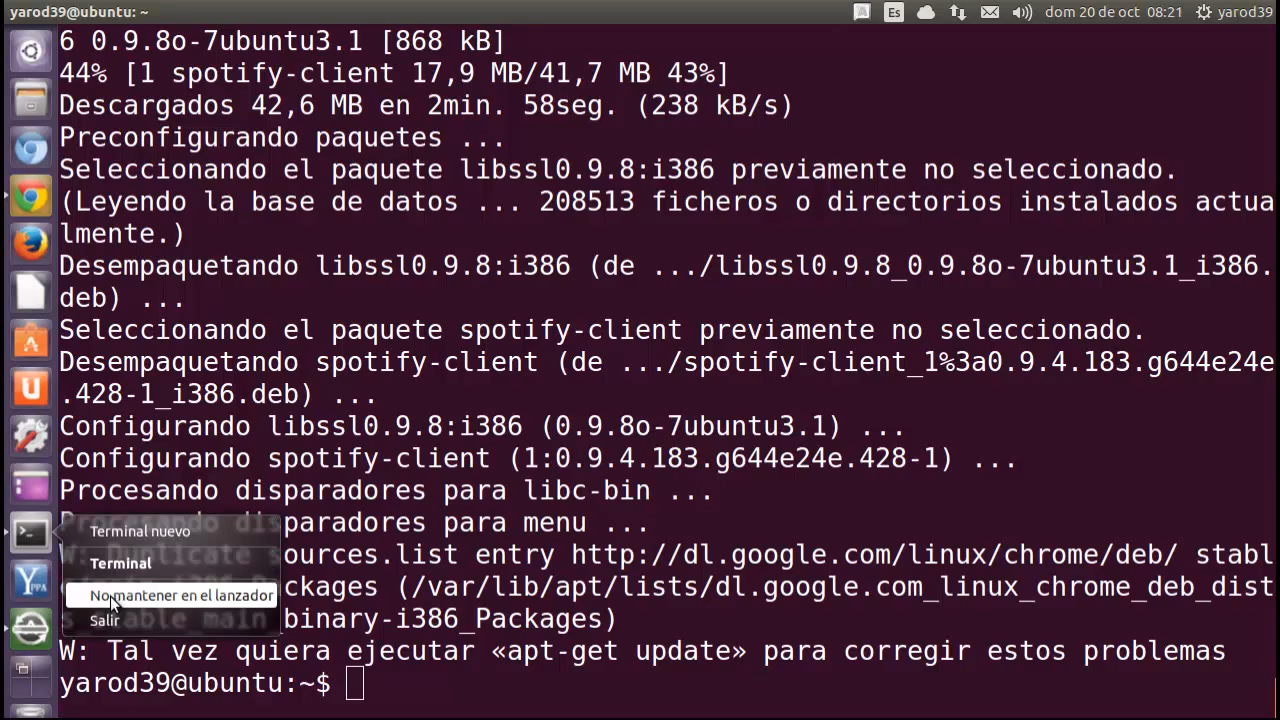 yarod39@ubuntu: ~
Es
dom 20 de oct 08:21
yarod39
6 0.9.8o-7ubuntu3.1 [868 kB]
44% [1 spotify-client 17,9 MB/41,7 MB 43%]
Descargados 42,6 MB en 2min. 58seg. (238 kB/s)
Preconfigurando paquetes ...
Seleccionando el paquete libssl0.9.8:i386 previamente no seleccionado.
(Leyendo la base de datos ... 208513 ficheros o directorios instalados actua
lmente.)
Desempaquetando libssl0.9.8:i386 (de .../libssl0.9.8_0.9.8o-7ubuntu3.1_i386.
deb) ...
Seleccionando el paquete spotify-client previamente no seleccionado.
Desempaquetando spotify-client (de .../spotify-client_1%3a0.9.4.183.g644e24e
.428-1_i386.deb) ...
Configurando libssl0.9.8:i386 (0.9.8o-7ubuntu3.1) ...
Configurando spotify-client (1:0.9.4.183.g644e24e.428-1) ...
Procesando disparadores para libc-bin ...
Procesando disparadores para menu ...
W: Duplicate sources.list entry http://dl.google.com/linux/chrome/deb/ stabl
ckages (/var/lib/apt/lists/dl.google.com_linux_chrome_deb_dist
s_stable_main_binary-i386_Packages)
W: Tal vez quiera ejecutar «apt-get update» para corregir estos problemas
yarod39@ubuntu:~$
Terminal nuevo
Terminal
No mantener en el lanzador
Salir